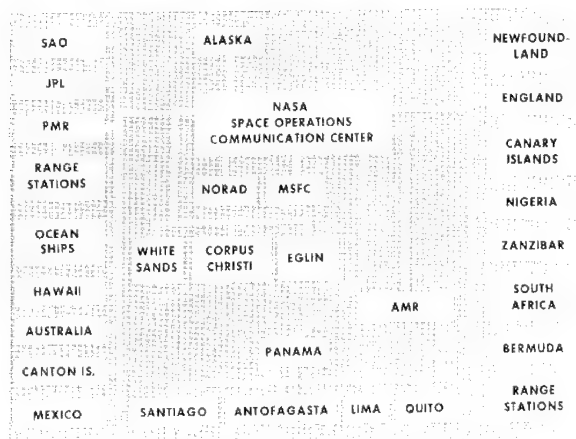 SAO
JPL
PMR
RANGE
STATIONS
OCEAN
SHIPS
HAWAII
AUSTRALIA
CANTON IS.
MEXICO
ALASKA
NASA
SPACE OPERATIONS
COMMUNICATION CENTER
NORAD
MSFC
WHITE
SANDS
CORPUS
CHRISTI
EGLIN
AMR
PANAMA
SANTIAGO
ANTOFAGASTA
LIMA
QUITO
NEWFOUND-
LAND
ENGLAND
CANARY
ISLANDS
NIGERIA
ZANZIBAR
SOUTH
AFRICA
BERMUDA
RANGE
STATIONS